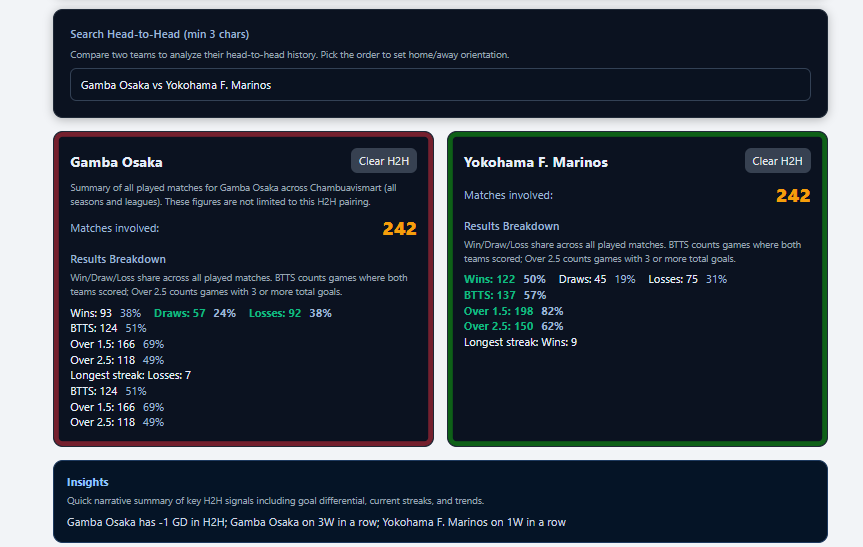 Search Head-to-Head (min 3 chars)
Compare two teams to analyze their head-to-head history. Pick the order to set home/away orientation.
Gamba Osaka vs Yokohama F. Marinos
Gamba Osaka
Clear H2H
Summary of all played matches for Gamba Osaka across Chambuavismart (all
seasons and leagues). These figures are not limited to this H2H pairing.
Matches involved: 242
Results Breakdown
Win/Draw/Loss share across all played matches. BTTS counts games where both
teams scored; Over 2.5 counts games with 3 or more total goals.
Wins: 93 38% Draws: 57 24% Losses: 92 38%
BTTS: 124 51%
Over 1.5: 166 69%
Over 2.5: 118 49%
Longest streak: Losses: 7
BTTS: 124 51%
Over 1.5: 166 69%
Over 2.5: 118 49%
Yokohama F. Marinos
Clear H2H
Matches involved: 242
Results Breakdown
Win/Draw/Loss share across all played matches. BTTS counts games where both
teams scored; Over 2.5 counts games with 3 or more total goals.
Wins: 122 50% Draws: 45 19% Losses: 75 31%
BTTS: 137 57%
Over 1.5: 198 82%
Over 2.5: 150 62%
Longest streak: Wins: 9
Insights
Quick narrative summary of key H2H signals including goal differential, current streaks, and trends.
Gamba Osaka has -1 GD in H2H; Gamba Osaka on 3W in a row; Yokohama F. Marinos on 1W in a row